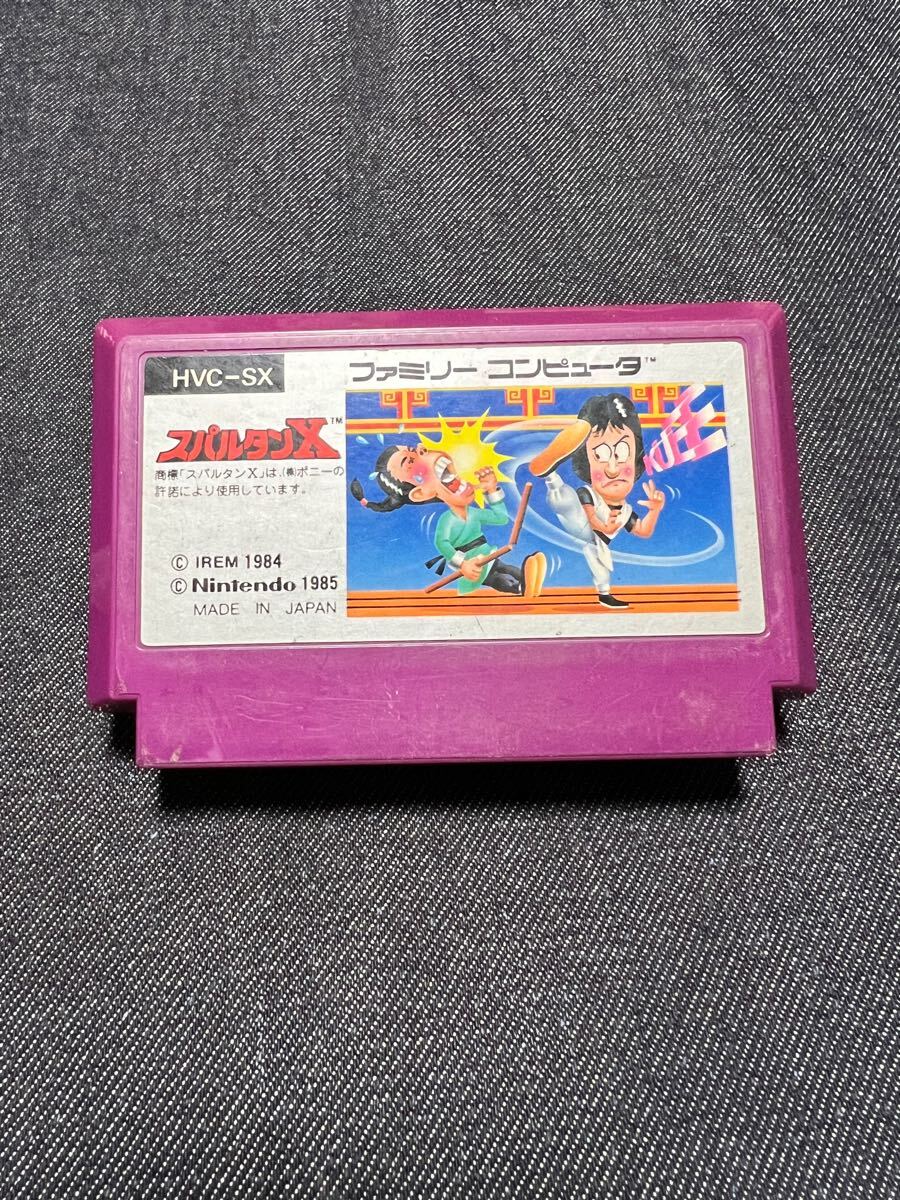 HVC-SX
ファミリー コンピュータ™
スパルタンX™
商標「スパルタンX」は、(株)ポニーの
許諾により使用しています。
© IREM 1984
© Nintendo 1985
MADE IN JAPAN